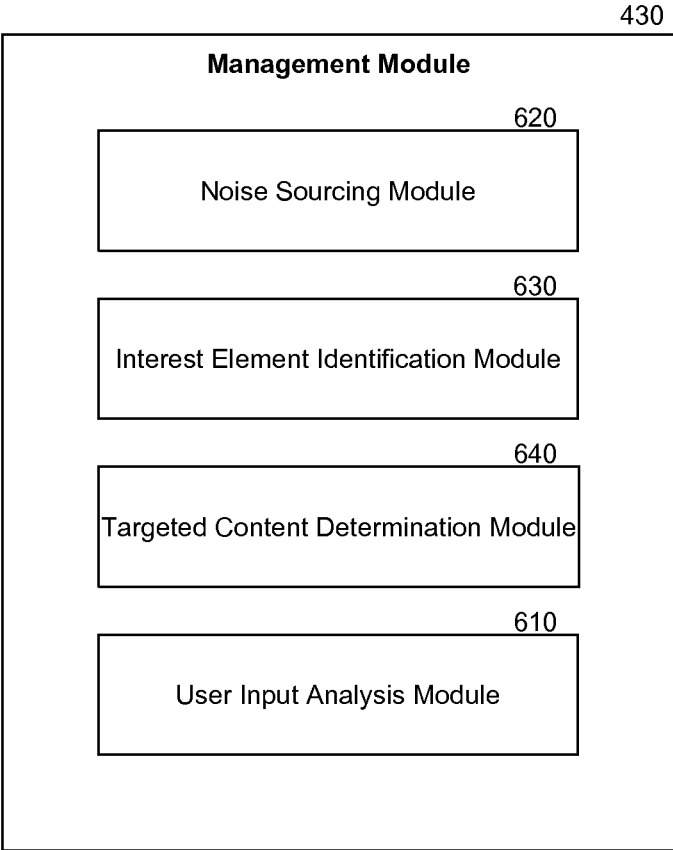 430
Management Module
620
Noise Sourcing Module
630
Interest Element Identification Module
640
Targeted Content Determination Module
610
User Input Analysis Module